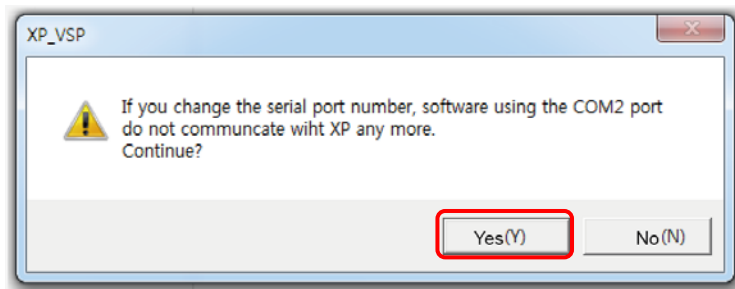 XP_VSP
If you change the serial port number, software using the COM2 port
do not communcate wiht XP any more.
Continue?
Yes(Y)
No(N)